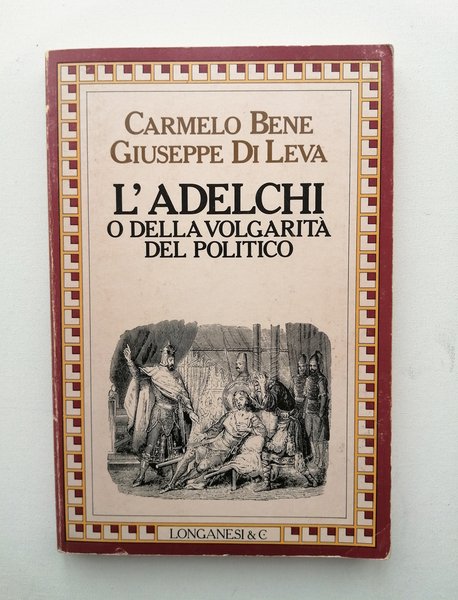 CARMELO BENE
GIUSEPPE DI LEVA
L'ADELCHI
O DELLA VOLGARITÀ
DEL POLITICO
LONGANESI & C.